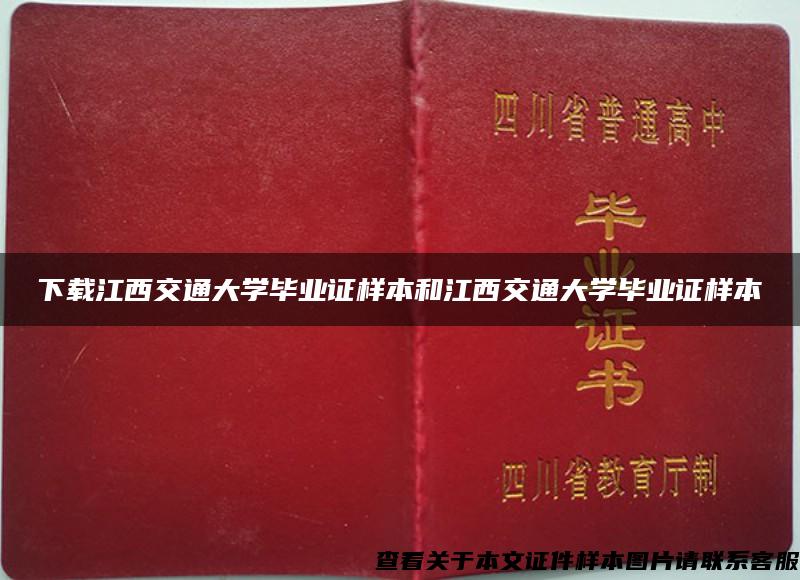 四川省普通高中
毕业证书
下载江西交通大学毕业证样本和江西交通大学毕业证样本
四川省教育厅制
查看关于本文证件样本图片请联系客服